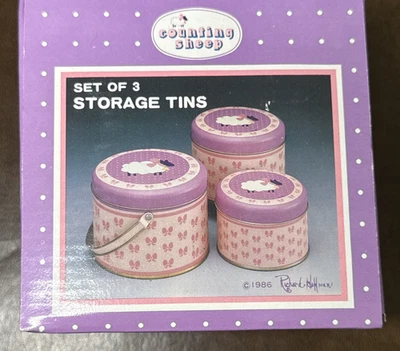 counting
sheep
SET OF 3
STORAGE TINS
©1986